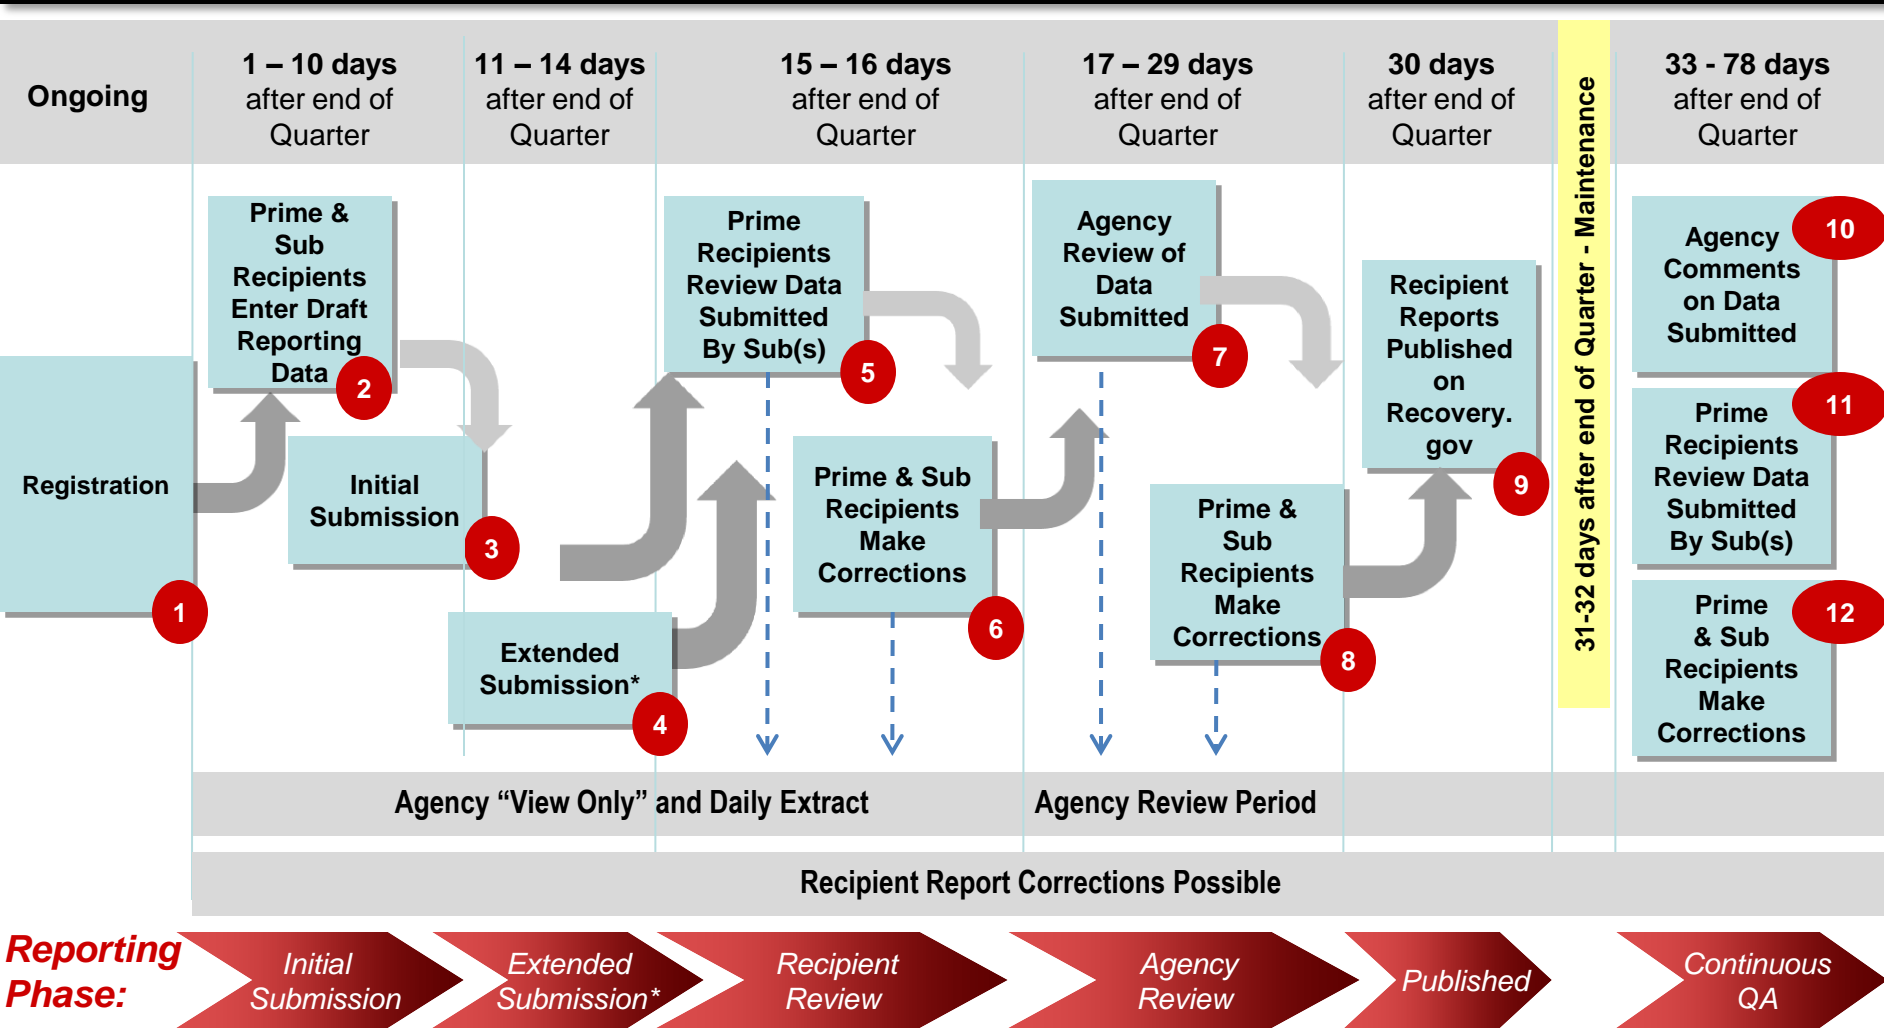 Ongoing
1 – 10 days
after end of
Quarter
11 – 14 days
after end of
Quarter
15 – 16 days
after end of
Quarter
17 – 29 days
after end of
Quarter
30 days
after end of
Quarter
31-32 days after end of Quarter - Maintenance
33 - 78 days
after end of
Quarter
Registration
1
Prime &
Sub
Recipients
Enter Draft
Reporting
Data
2
Initial
Submission
3
Extended
Submission*
4
Prime
Recipients
Review Data
Submitted
By Sub(s)
5
Prime & Sub
Recipients
Make
Corrections
6
Agency
Review of
Data
Submitted
7
Prime &
Sub
Recipients
Make
Corrections
8
Recipient
Reports
Published
on
Recovery.
gov
9
Agency
Comments
on Data
Submitted
10
Prime
Recipients
Review Data
Submitted
By Sub(s)
11
Prime
& Sub
Recipients
Make
Corrections
12
Agency “View Only” and Daily Extract
Agency Review Period
Recipient Report Corrections Possible
Reporting
Phase:
Initial
Submission
Extended
Submission*
Recipient
Review
Agency
Review
Published
Continuous
QA